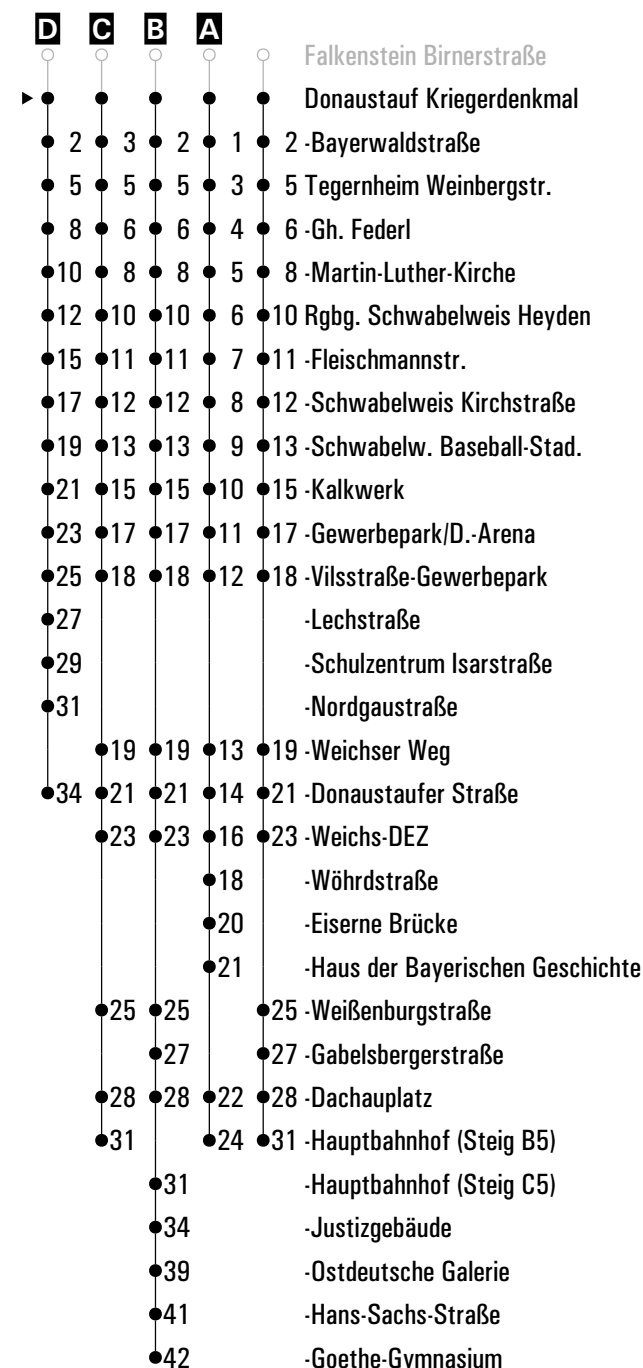 D C B A
Falkenstein Birnerstraße
Donaustauf Kriegerdenkmal
2 3 2 1 2 -Bayerwaldstraße
5 5 5 3 5 Tegernheim Weinbergstr.
8 6 6 4 6 -Gh. Federl
10 8 8 5 8 -Martin-Luther-Kirche
12 10 10 6 10 Rgbg. Schwabelweis Heyden
15 11 11 7 11 -Fleischmannstr.
17 12 12 8 12 -Schwabelweis Kirchstraße
19 13 13 9 13 -Schwabelw. Baseball-Stad.
21 15 15 10 15 -Kalkwerk
23 17 17 11 17 -Gewerbepark/D.-Arena
25 18 18 12 18 -Vilsstraße-Gewerbepark
27 -Lechstraße
29 -Schulzentrum Isarstraße
31 -Nordgaustraße
19 19 13 19 -Weichser Weg
34 21 21 14 21 -Donaustaufer Straße
23 23 16 23 -Weichs-DEZ
18 -Wöhrdstraße
20 -Eiserne Brücke
21 -Haus der Bayerischen Geschichte
25 25 25 -Weißenburgstraße
27 27 -Gabelsbergerstraße
28 28 22 28 -Dachauplatz
31 24 31 -Hauptbahnhof (Steig B5)
31 -Hauptbahnhof (Steig C5)
34 -Justizgebäude
39 -Ostdeutsche Galerie
41 -Hans-Sachs-Straße
42 -Goethe-Gymnasium